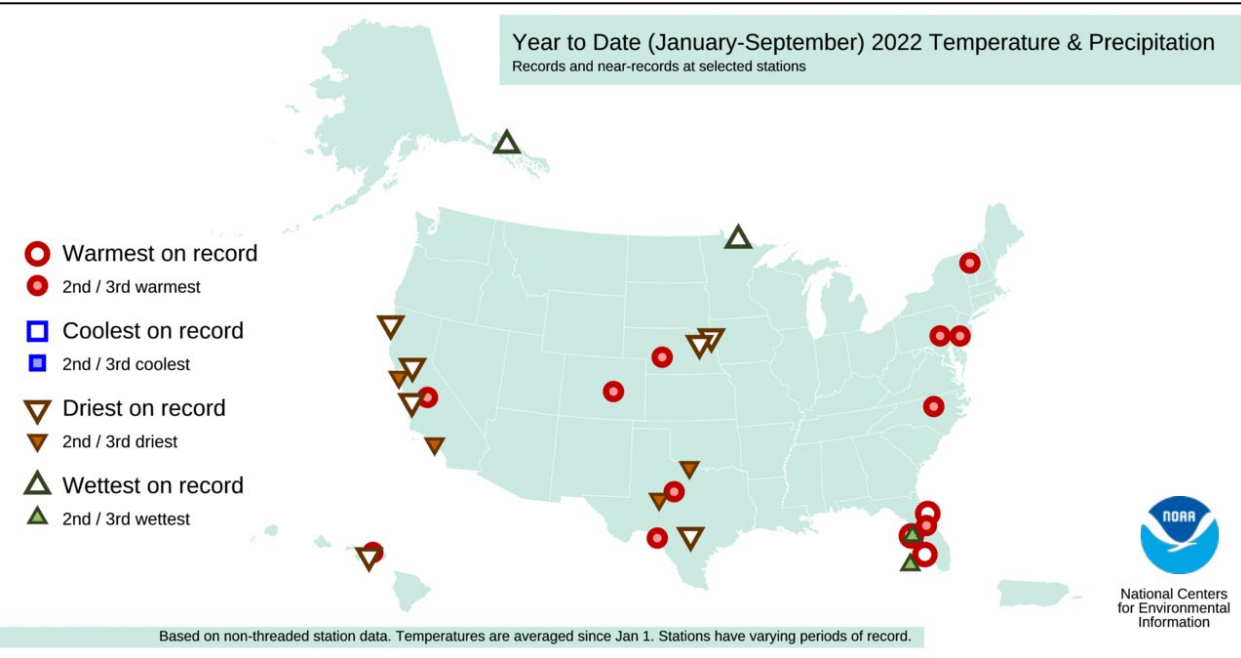 Year to Date (January-September) 2022 Temperature & Precipitation
Records and near-records at selected stations
Warmest on record
2nd / 3rd warmest
Coolest on record
2nd / 3rd coolest
Driest on record
2nd / 3rd driest
Wettest on record
2nd / 3rd wettest
NOAA
National Centers
for Environmental
Information
Based on non-threaded station data. Temperatures are averaged since Jan 1. Stations have varying periods of record.